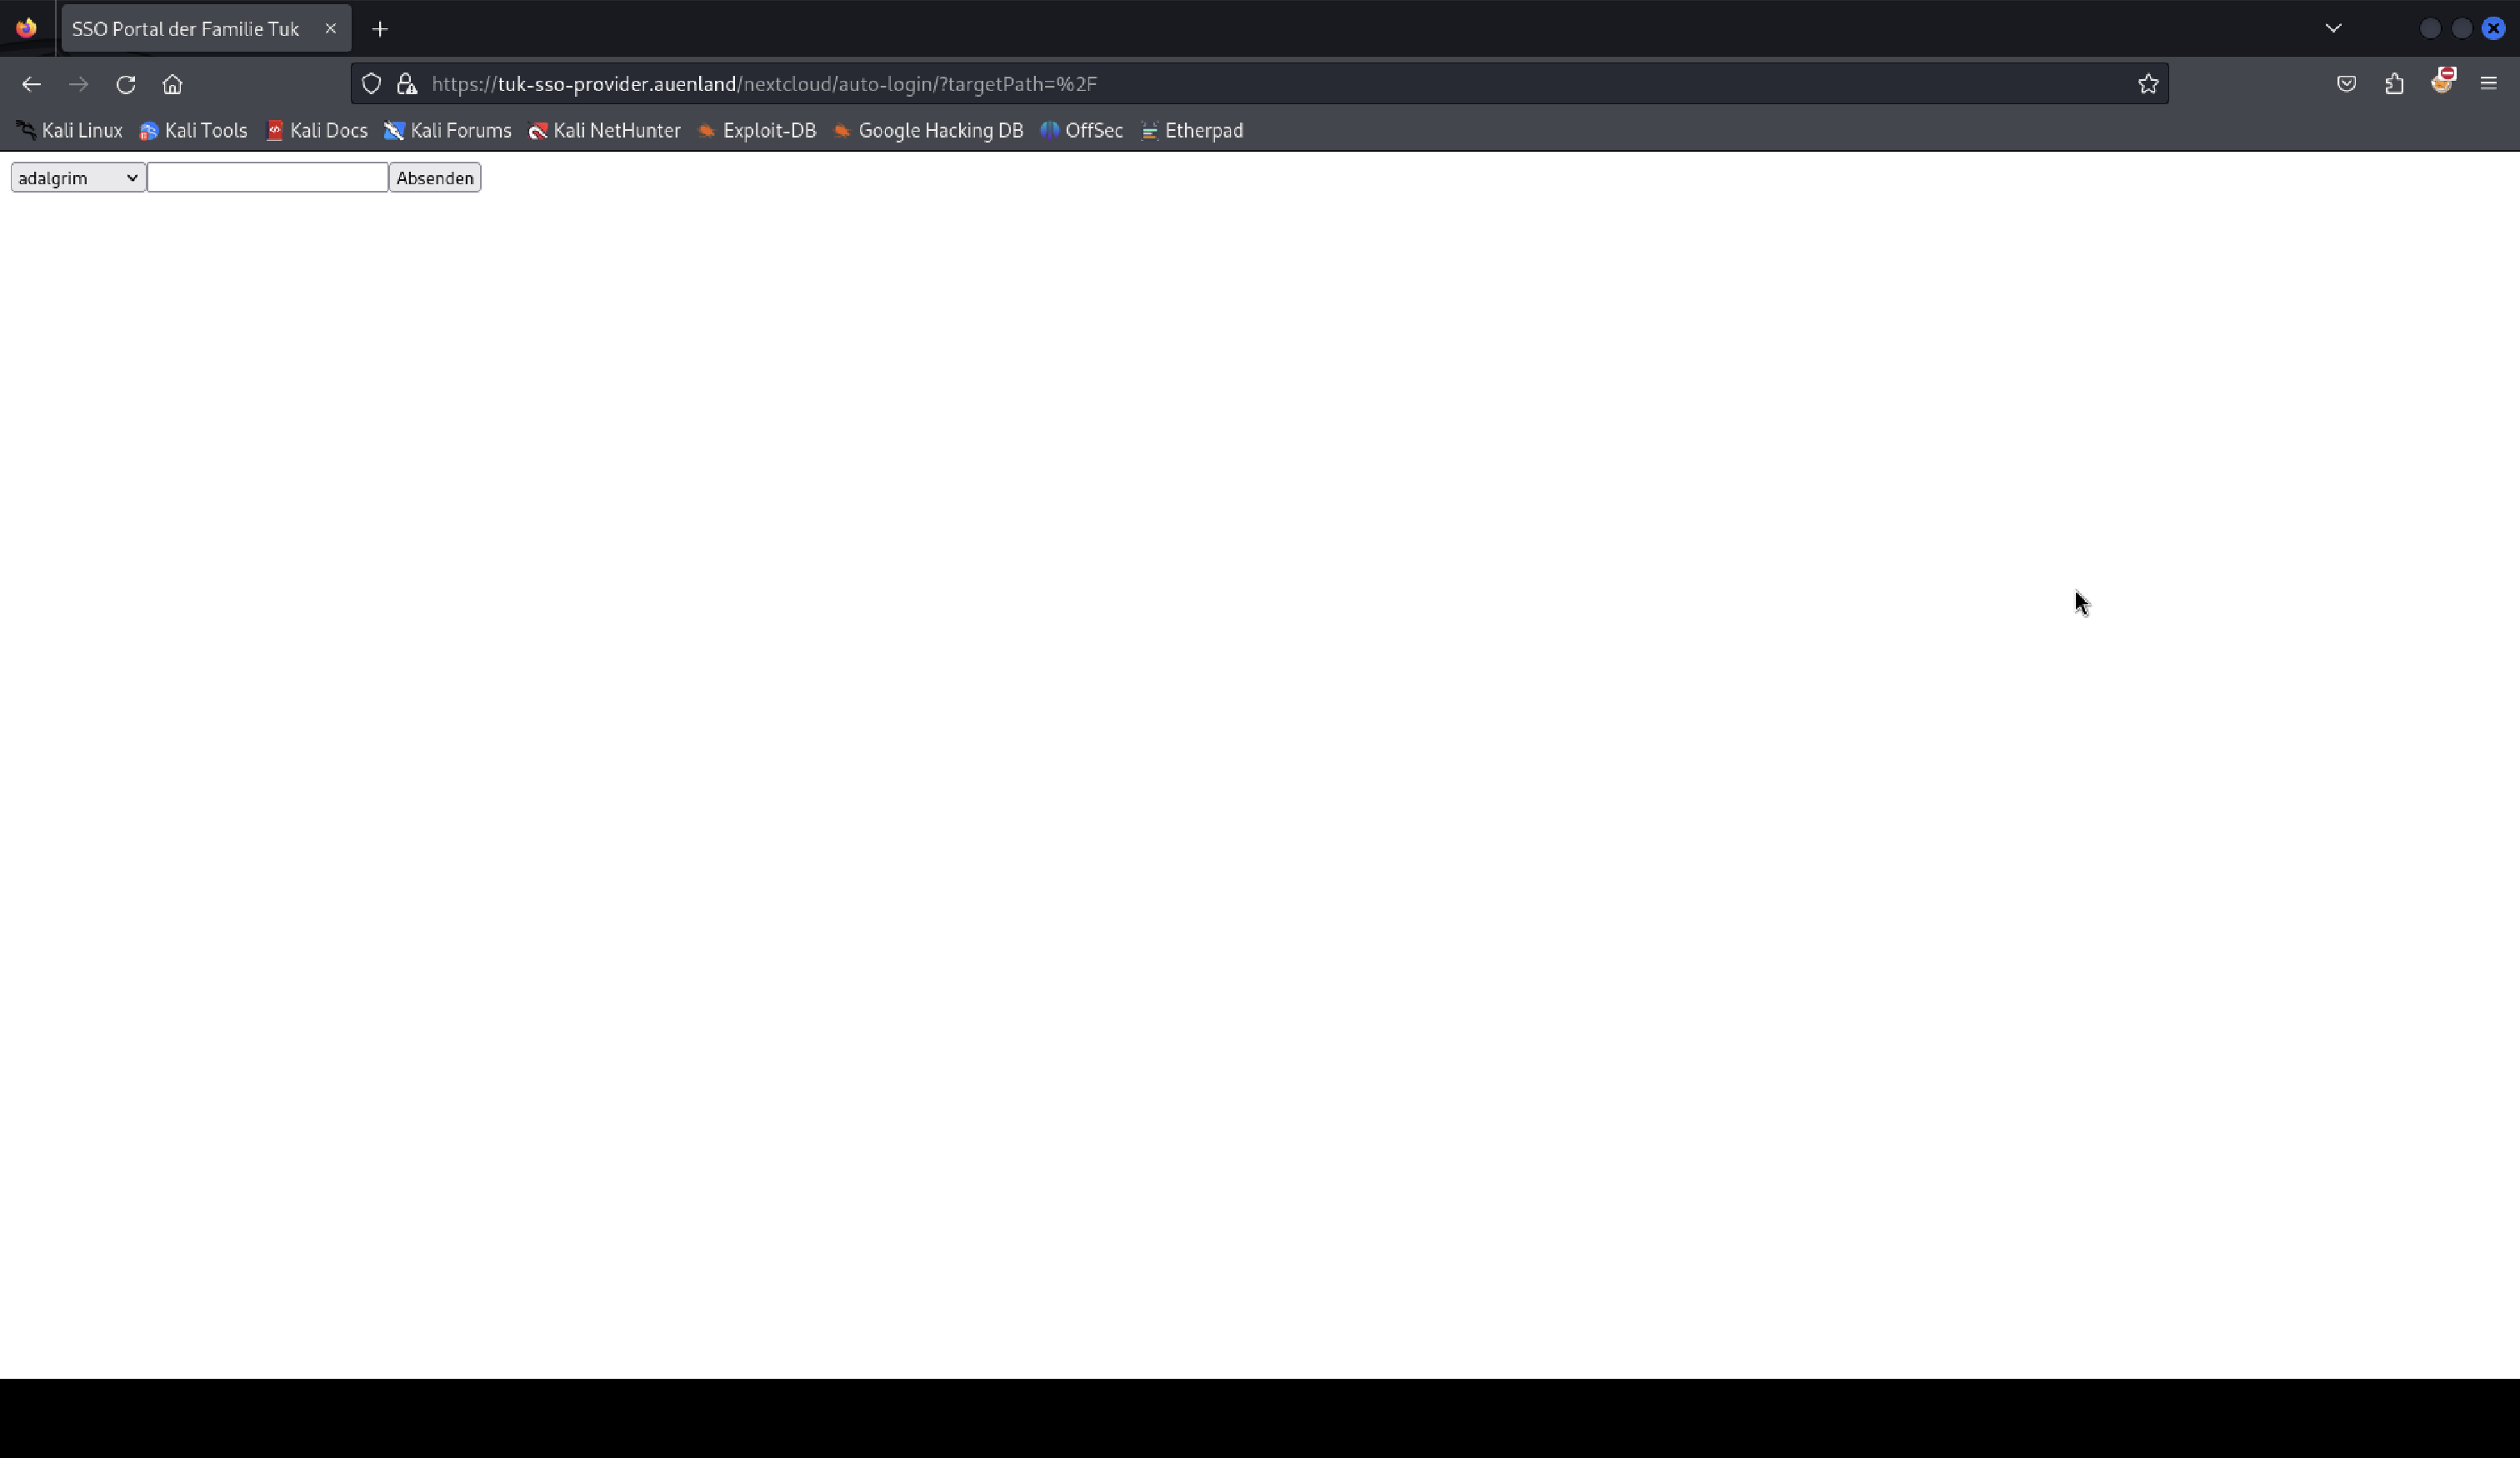 SSO Portal der Familie Tuk
https://tuk-sso-provider.auenland/nextcloud/auto-login/?targetPath=%2F
Kali Linux Kali Tools Kali Docs Kali Forums Kali NetHunter Exploit-DB Google Hacking DB OffSec Etherpad
adalgrim Absenden